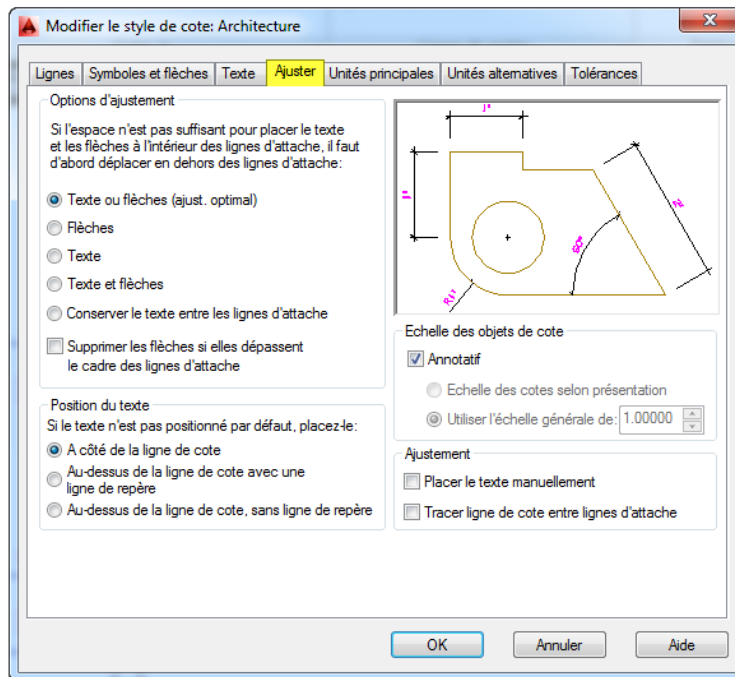 Modifier le style de cote: Architecture
Lignes
Symboles et flèches
Texte
Ajuster
Unités principales
Unités alternatives
Tolérances
Options d'ajustement
Si l'espace n'est pas suffisant pour placer le texte
et les flèches à l'intérieur des lignes d'attache, il faut
d'abord déplacer en dehors des lignes d'attache:
Texte ou flèches (ajust. optimal)
Flèches
Texte
Texte et flèches
Conserver le texte entre les lignes d'attache
Supprimer les flèches si elles dépassent
le cadre des lignes d'attache
Position du texte
Si le texte n'est pas positionné par défaut, placez-le:
A côté de la ligne de cote
Au-dessus de la ligne de cote avec une
ligne de repère
Au-dessus de la ligne de cote, sans ligne de repère
60°
Echelle des objets de cote
Annotatif
Echelle des cotes selon présentation
Utiliser l'échelle générale de: 1.00000
Ajustement
Placer le texte manuellement
Tracer ligne de cote entre lignes d'attache
OK
Annuler
Aide